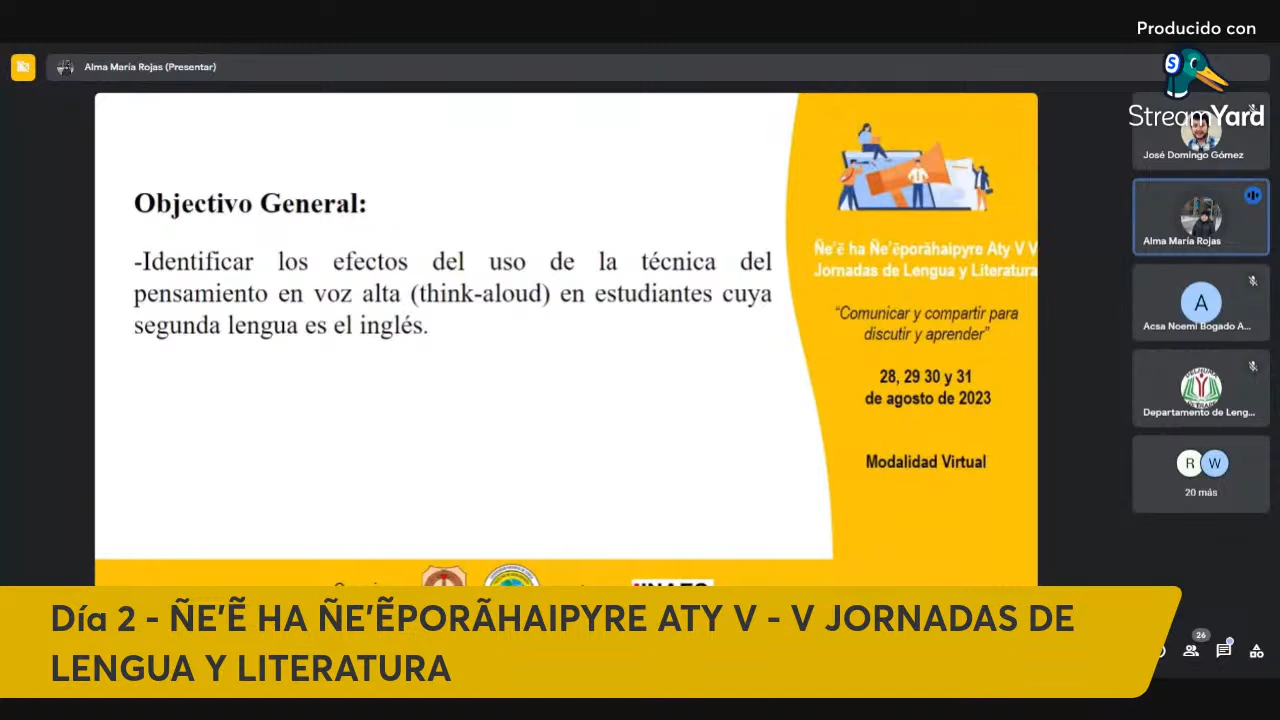 Producido con
StreamYard
Alma María Rojas (Presentar)
Objectivo General:
-Identificar los efectos del uso de la técnica del
pensamiento en voz alta (think-aloud) en estudiantes cuya
segunda lengua es el inglés.
Ñe'ẽ ha Ñe'ẽporãhaipyre Aty V V
Jornadas de Lengua y Literatura
“Comunicar y compartir para
discutir y aprender”
28, 29 30 y 31
de agosto de 2023
Modalidad Virtual
José Domingo Gómez
Alma María Rojas
A
Acsa Noemi Bogado A...
Departamento de Leng...
R W
20 más
26
Día 2 - ÑE'Ẽ HA ÑE'ẼPORÃHAIPYRE ATY V - V JORNADAS DE
LENGUA Y LITERATURA